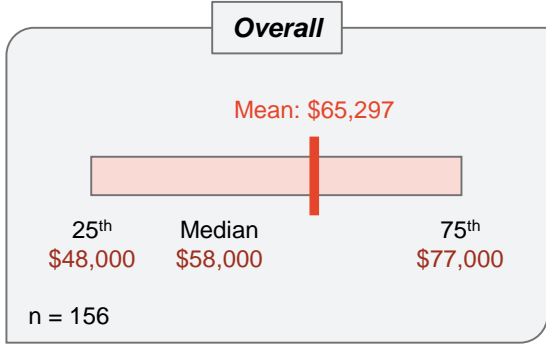 Overall
Mean: $65,297
25th Median 75th
$48,000 $58,000 $77,000
n = 156